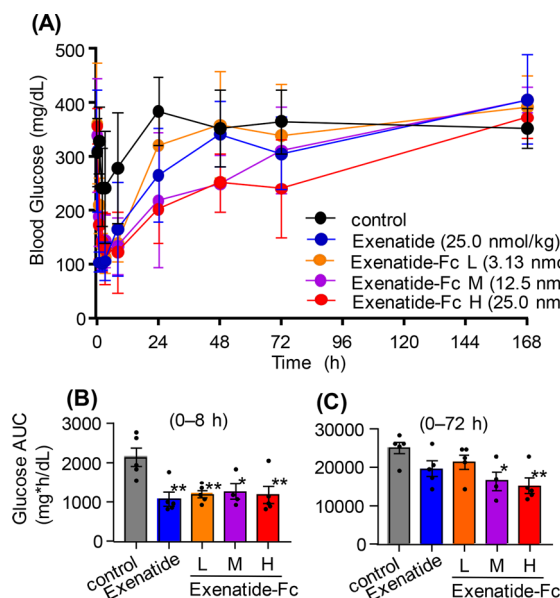 (A)
Blood Glucose (mg/dL)
500
400
300
200
100
0
0 24 48 72 96 120 144 168
Time (h)
control
Exenatide (25.0 nmol/kg)
Exenatide-Fc L (3.13 nmo
Exenatide-Fc M (12.5 nm
Exenatide-Fc H (25.0 nm
(B)
(0–8 h)
Glucose AUC
(mg*h/dL)
3000
2000
1000
0
** ** * **
control Exenatide L M H
Exenatide-Fc
(C)
(0–72 h)
30000
20000
10000
0
* **
control Exenatide L M H
Exenatide-Fc